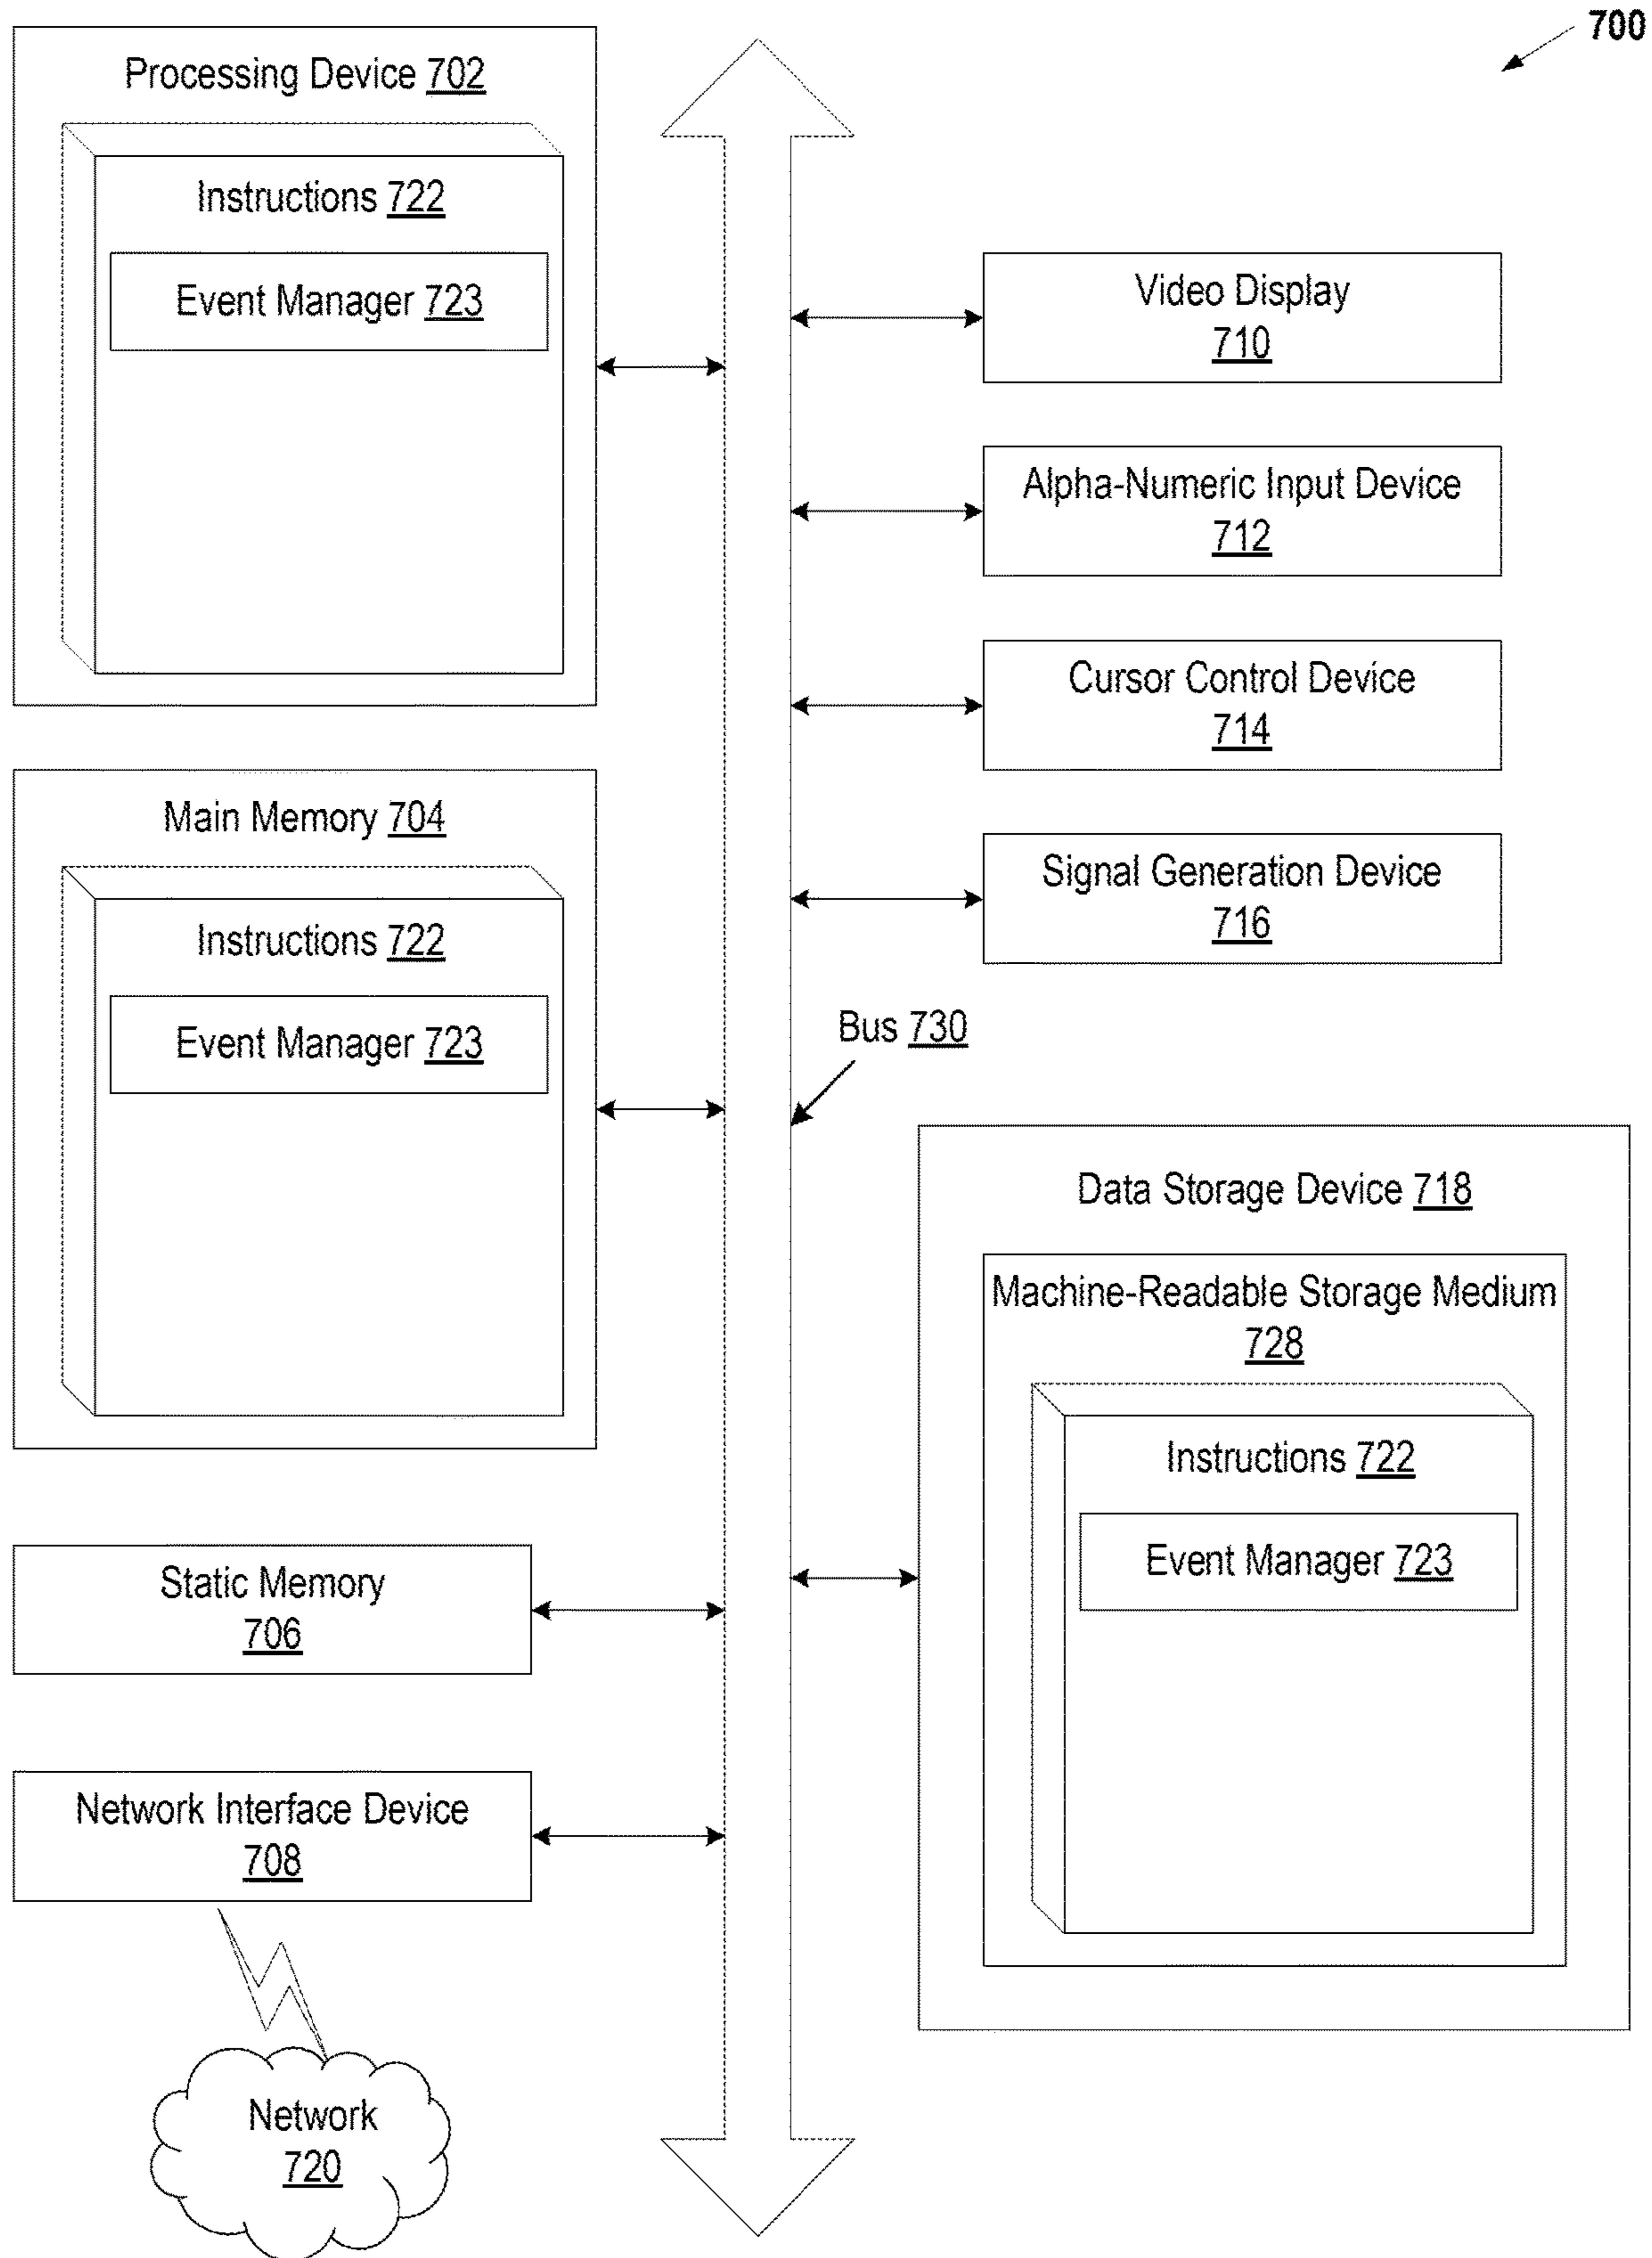 700
Processing Device 702
Instructions 722
Event Manager 723
Video Display
710
Alpha-Numeric Input Device
712
Cursor Control Device
714
Main Memory 704
Instructions 722
Event Manager 723
Signal Generation Device
716
Bus 730
Data Storage Device 718
Machine-Readable Storage Medium
728
Instructions 722
Event Manager 723
Static Memory
706
Network Interface Device
708
Network
720